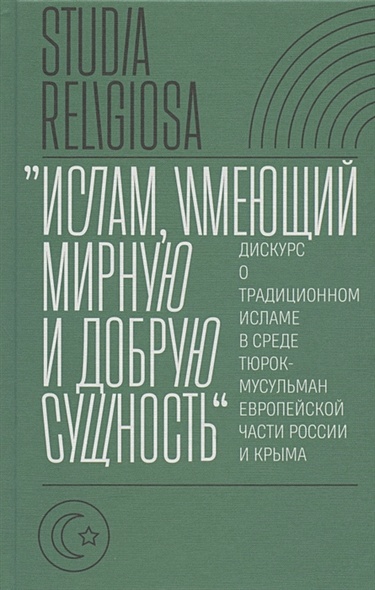 STUDIA
RELIGIOSA
"ИСЛАМ, ИМЕЮЩИЙ
МИРНУЮ
И ДОБРУЮ
СУЩНОСТЬ“
ДИСКУРС
О
ТРАДИЦИОННОМ
ИСЛАМЕ
В СРЕДЕ
ТЮРОК-
МУСУЛЬМАН
ЕВРОПЕЙСКОЙ
ЧАСТИ РОССИИ
И КРЫМА